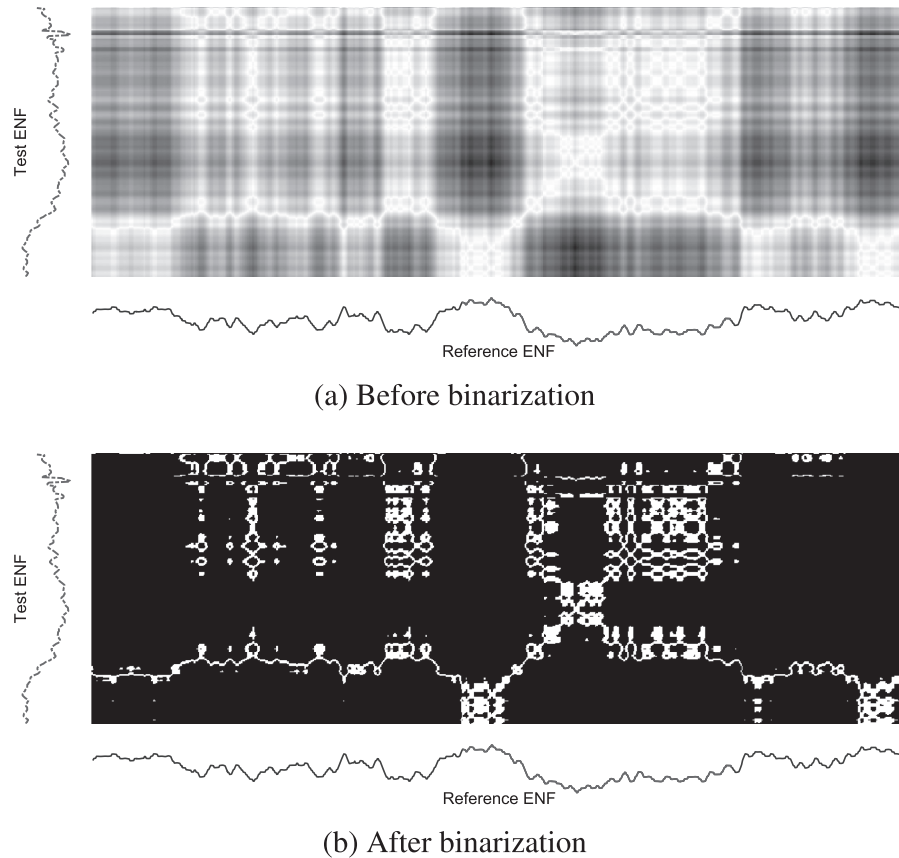 Test ENF
Reference ENF
(a) Before binarization
Test ENF
Reference ENF
(b) After binarization